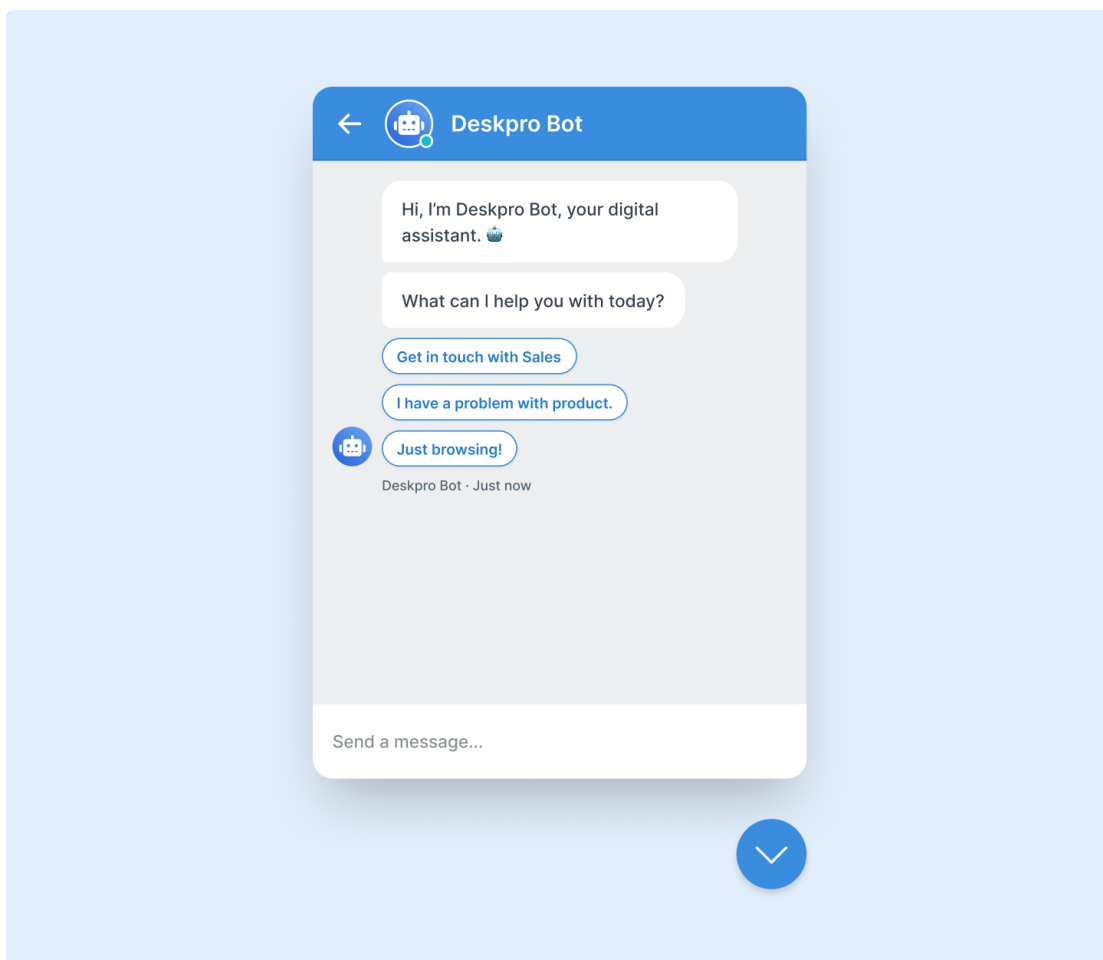 Deskpro Bot
Hi, I’m Deskpro Bot, your digital
assistant. 🤖
What can I help you with today?
Get in touch with Sales
I have a problem with product.
Just browsing!
Deskpro Bot · Just now
Send a message...